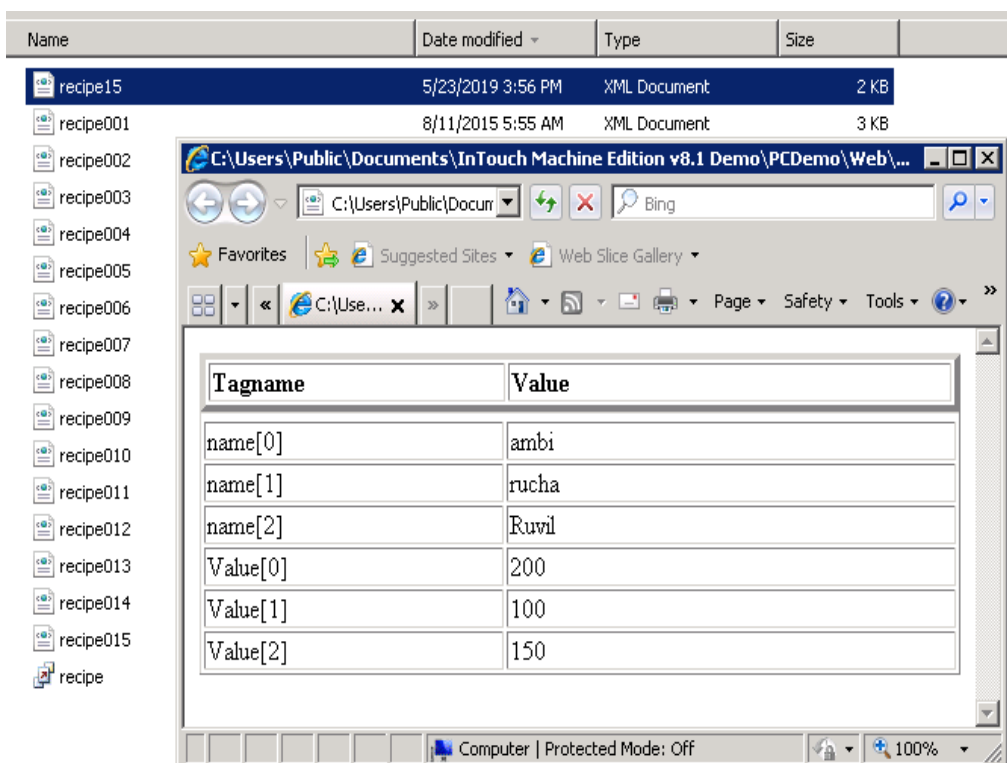 Name Date modified Type Size
recipe15 5/23/2019 3:56 PM XML Document 2 KB
recipe001 8/11/2015 5:55 AM XML Document 3 KB
recipe002
recipe003
recipe004
recipe005
recipe006
recipe007
recipe008
recipe009
recipe010
recipe011
recipe012
recipe013
recipe014
recipe015
recipe
C:\Users\Public\Documents\InTouch Machine Edition v8.1 Demo\PCDemo\Web\...
C:\Users\Public\Docum Bing
Favorites Suggested Sites Web Slice Gallery
« C:\Use... X » Page Safety Tools »
Tagname Value
name[0] ambi
name[1] rucha
name[2] Ruvil
Value[0] 200
Value[1] 100
Value[2] 150
Computer | Protected Mode: Off 100%